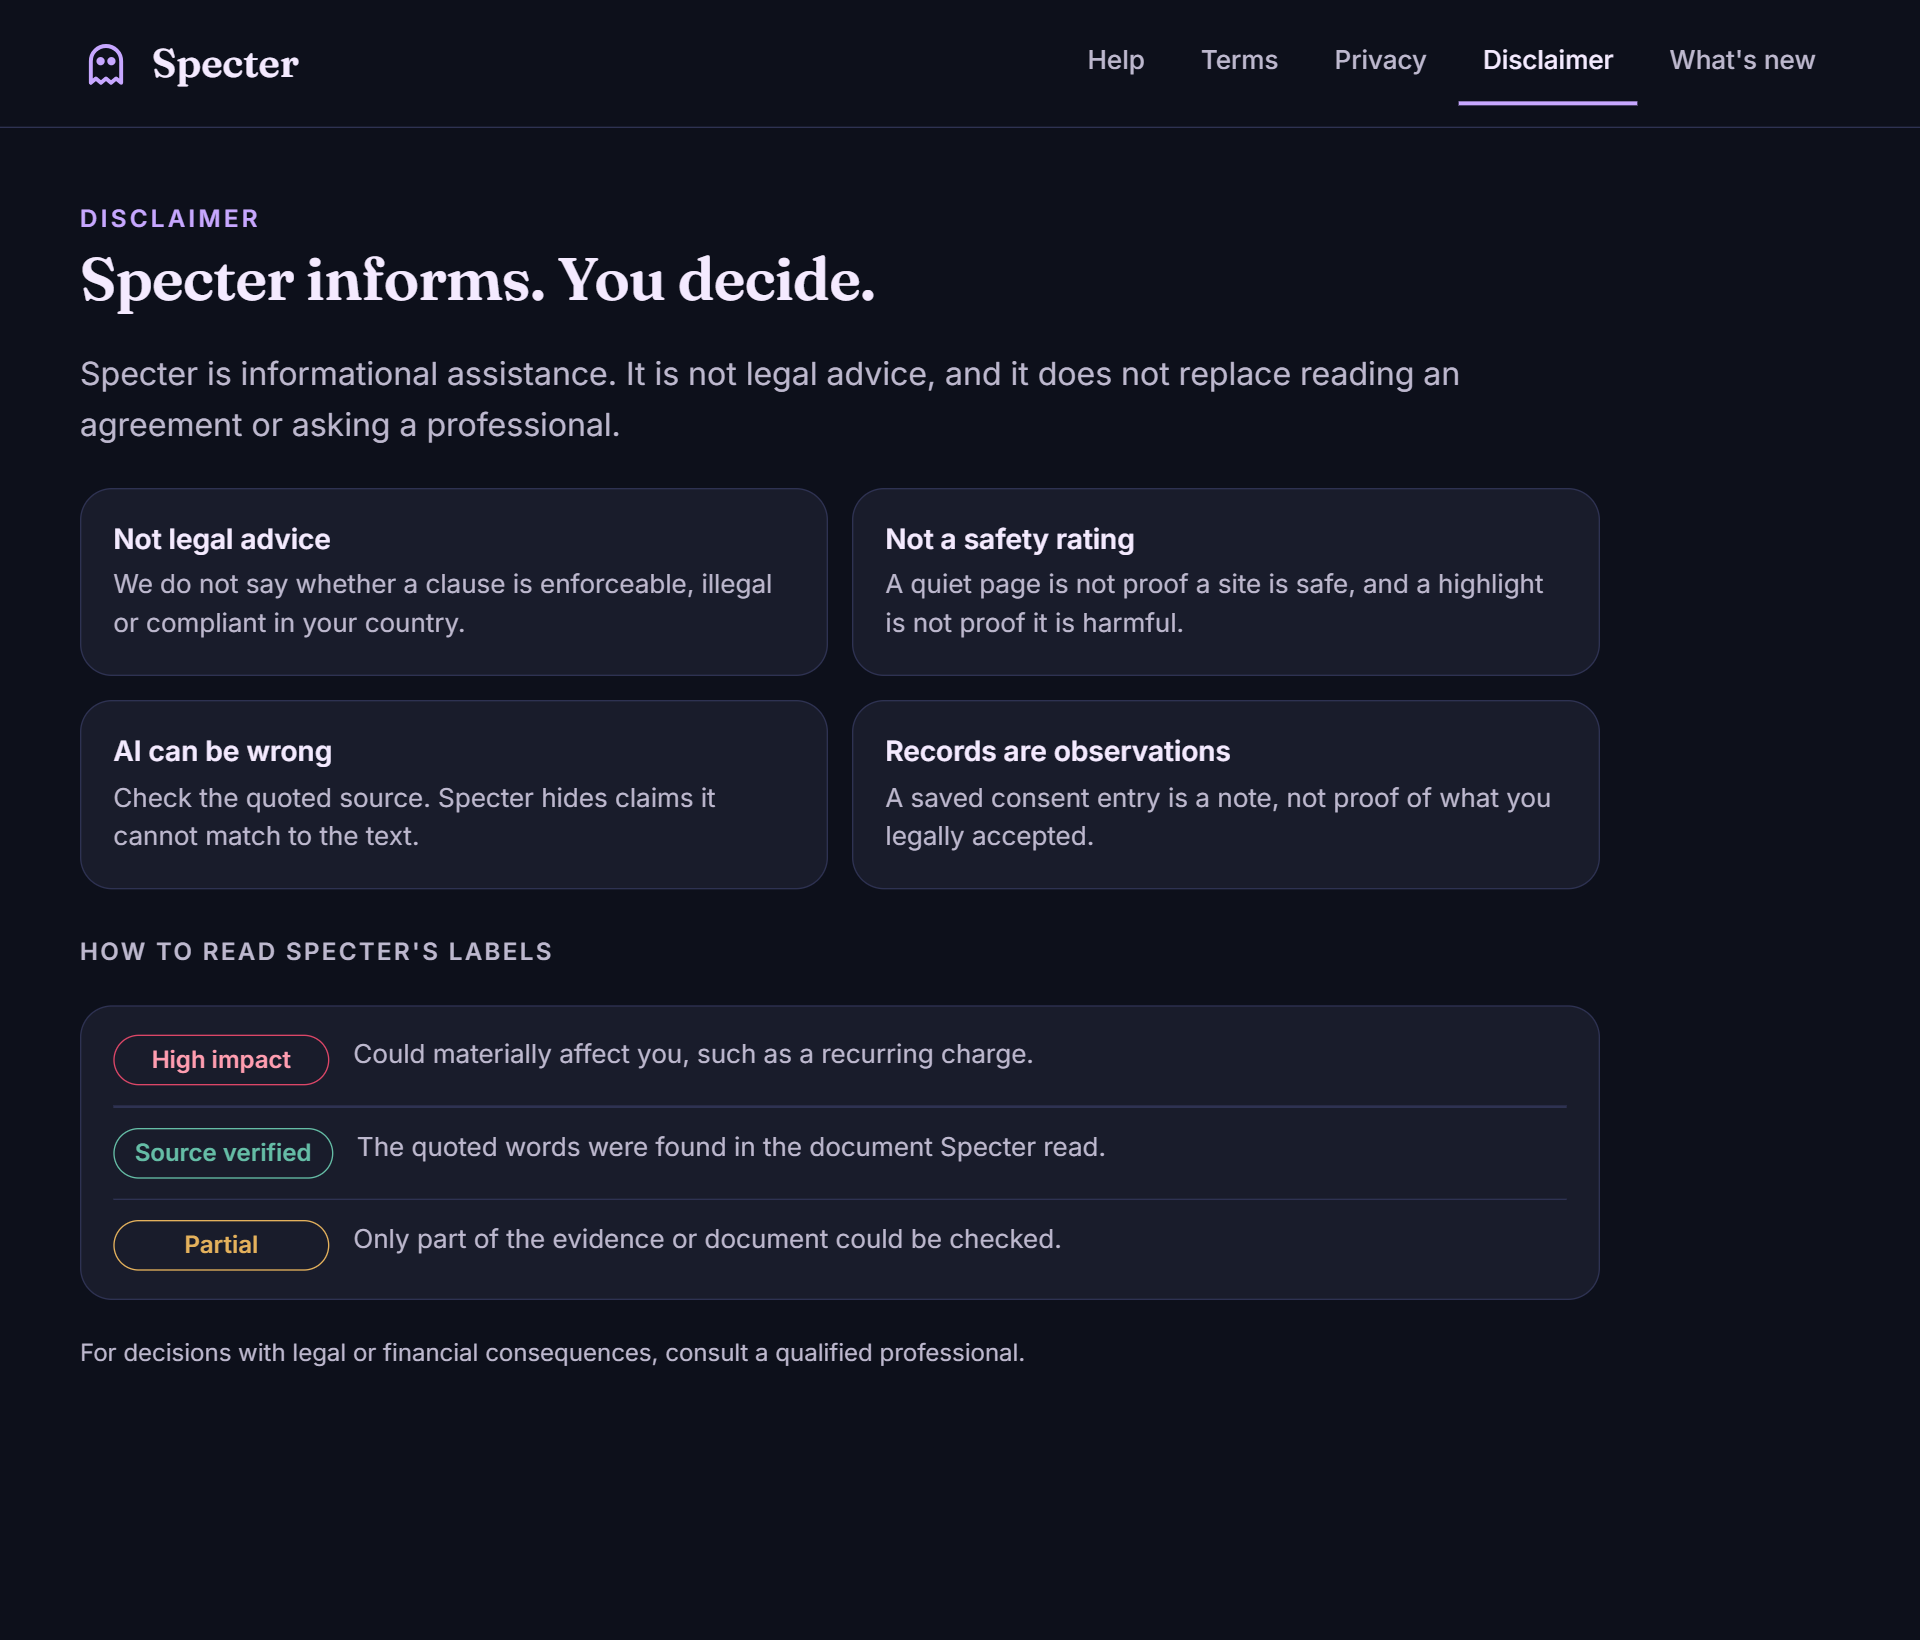 Specter
Help
Terms
Privacy
Disclaimer
What's new
DISCLAIMER
Specter informs. You decide.
Specter is informational assistance. It is not legal advice, and it does not replace reading an
agreement or asking a professional.
Not legal advice
We do not say whether a clause is enforceable, illegal
or compliant in your country.
Not a safety rating
A quiet page is not proof a site is safe, and a highlight
is not proof it is harmful.
AI can be wrong
Check the quoted source. Specter hides claims it
cannot match to the text.
Records are observations
A saved consent entry is a note, not proof of what you
legally accepted.
HOW TO READ SPECTER'S LABELS
High impact
Could materially affect you, such as a recurring charge.
Source verified
The quoted words were found in the document Specter read.
Partial
Only part of the evidence or document could be checked.
For decisions with legal or financial consequences, consult a qualified professional.